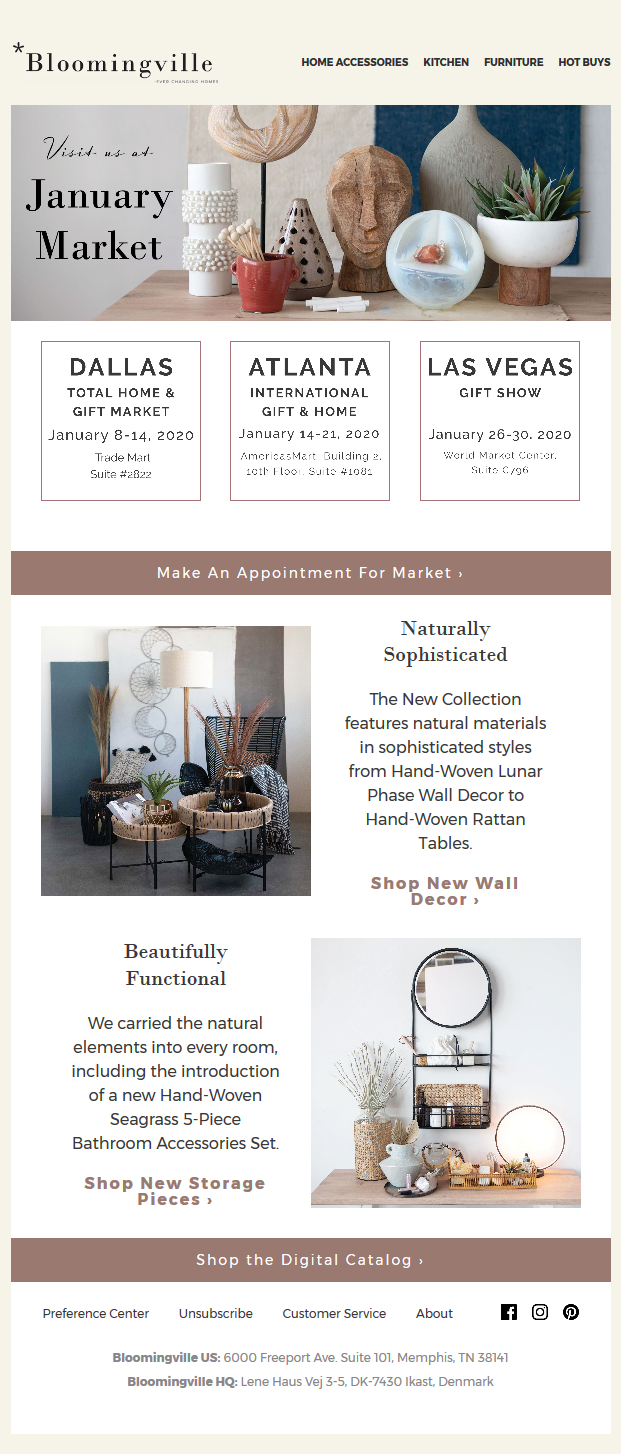 *Bloomingville
EVER CHANGING HOMES
HOME ACCESSORIES KITCHEN FURNITURE HOT BUYS
Visit us at
January
Market
DALLAS
TOTAL HOME &
GIFT MARKET
January 8-14, 2020
Trade Mart
Suite #2822
ATLANTA
INTERNATIONAL
GIFT & HOME
January 14-21, 2020
AmericasMart, Building 2,
10th Floor, Suite #1081
LAS VEGAS
GIFT SHOW
January 26-30, 2020
World Market Center,
Suite C796
Make An Appointment For Market ›
Naturally
Sophisticated
The New Collection
features natural materials
in sophisticated styles
from Hand-Woven Lunar
Phase Wall Decor to
Hand-Woven Rattan
Tables.
Shop New Wall
Decor ›
Beautifully
Functional
We carried the natural
elements into every room,
including the introduction
of a new Hand-Woven
Seagrass 5-Piece
Bathroom Accessories Set.
Shop New Storage
Pieces ›
Shop the Digital Catalog ›
Preference Center Unsubscribe Customer Service About
Bloomingville US: 6000 Freeport Ave. Suite 101, Memphis, TN 38141
Bloomingville HQ: Lene Haus Vej 3-5, DK-7430 Ikast, Denmark